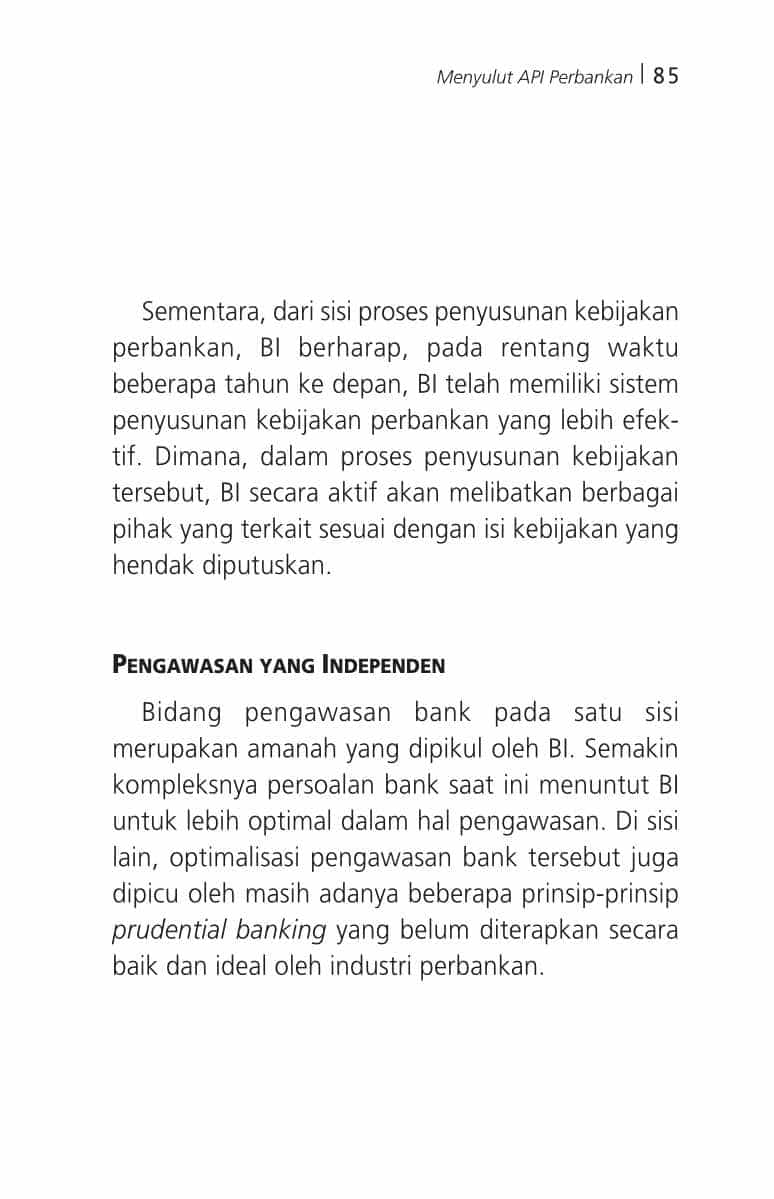 Menyulut API Perbankan | 85
Sementara, dari sisi proses penyusunan kebijakan
perbankan, BI berharap, pada rentang waktu
beberapa tahun ke depan, BI telah memiliki sistem
penyusunan kebijakan perbankan yang lebih efek-
tif. Dimana, dalam proses penyusunan kebijakan
tersebut, BI secara aktif akan melibatkan berbagai
pihak yang terkait sesuai dengan isi kebijakan yang
hendak diputuskan.
PENGAWASAN YANG INDEPENDEN
Bidang pengawasan bank pada satu sisi
merupakan amanah yang dipikul oleh BI. Semakin
kompleksnya persoalan bank saat ini menuntut BI
untuk lebih optimal dalam hal pengawasan. Di sisi
lain, optimalisasi pengawasan bank tersebut juga
dipicu oleh masih adanya beberapa prinsip-prinsip
prudential banking yang belum diterapkan secara
baik dan ideal oleh industri perbankan.